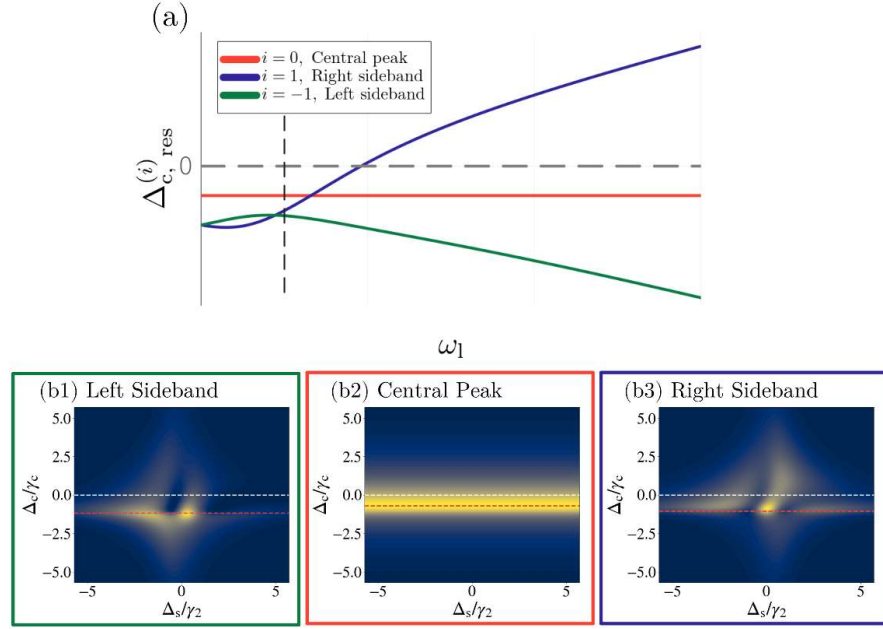 (a)
i = 0, Central peak
i = 1, Right sideband
i = −1, Left sideband
Δ_{c, res}^{(i)}
0
ω_l
(b1) Left Sideband
5.0
2.5
0.0
−2.5
−5.0
Δ_c/γ_c
−5
0
5
Δ_s/γ_2
(b2) Central Peak
5.0
2.5
0.0
−2.5
−5.0
Δ_c/γ_c
−5
0
5
Δ_s/γ_2
(b3) Right Sideband
5.0
2.5
0.0
−2.5
−5.0
Δ_c/γ_c
−5
0
5
Δ_s/γ_2